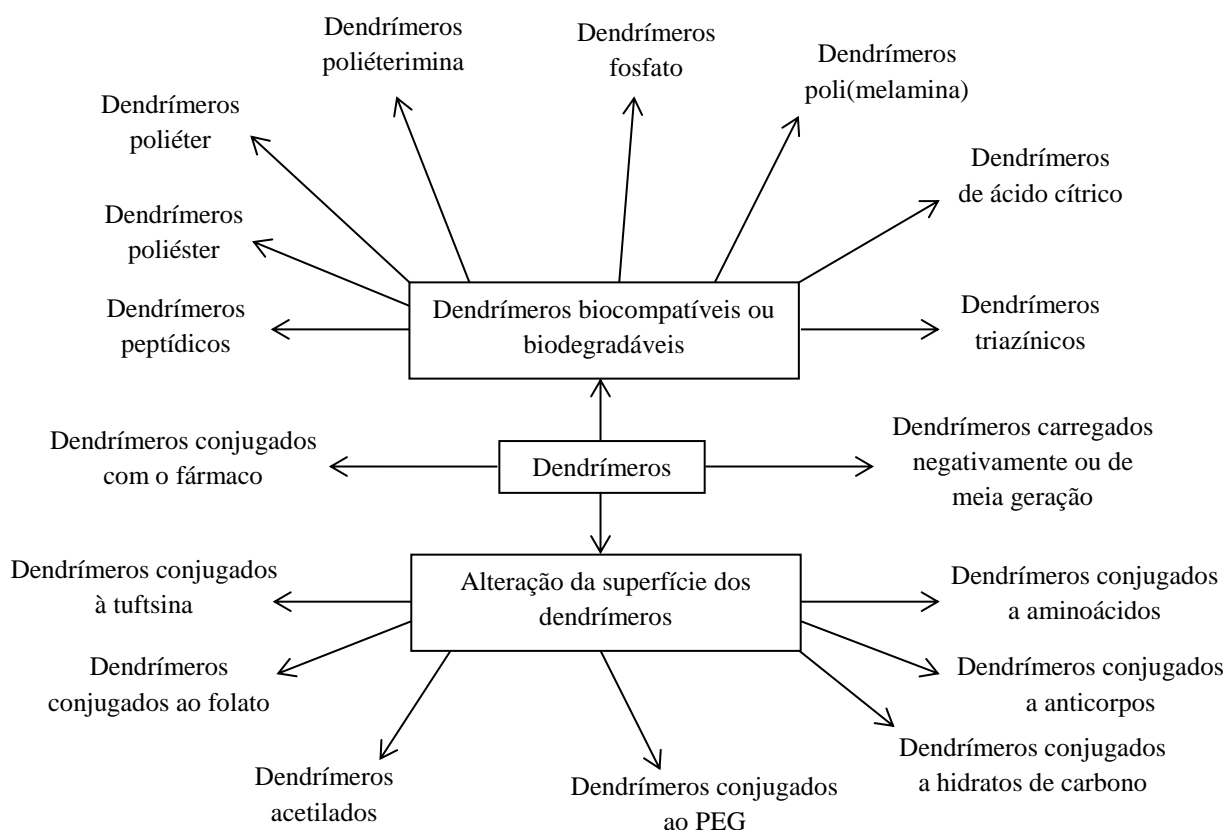 Dendrímeros
poliéterimina
Dendrímeros
fosfato
Dendrímeros
poli(melamina)
Dendrímeros
poliéter
Dendrímeros
de ácido cítrico
Dendrímeros
poliéster
Dendrímeros
peptídicos
Dendrímeros biocompatíveis ou
biodegradáveis
Dendrímeros
triazínicos
Dendrímeros conjugados
com o fármaco
Dendrímeros
Dendrímeros carregados
negativamente ou de
meia geração
Dendrímeros conjugados
à tuftsina
Alteração da superfície dos
dendrímeros
Dendrímeros conjugados
a aminoácidos
Dendrímeros
conjugados ao folato
Dendrímeros conjugados
a anticorpos
Dendrímeros
acetilados
Dendrímeros conjugados
ao PEG
Dendrímeros conjugados
a hidratos de carbono